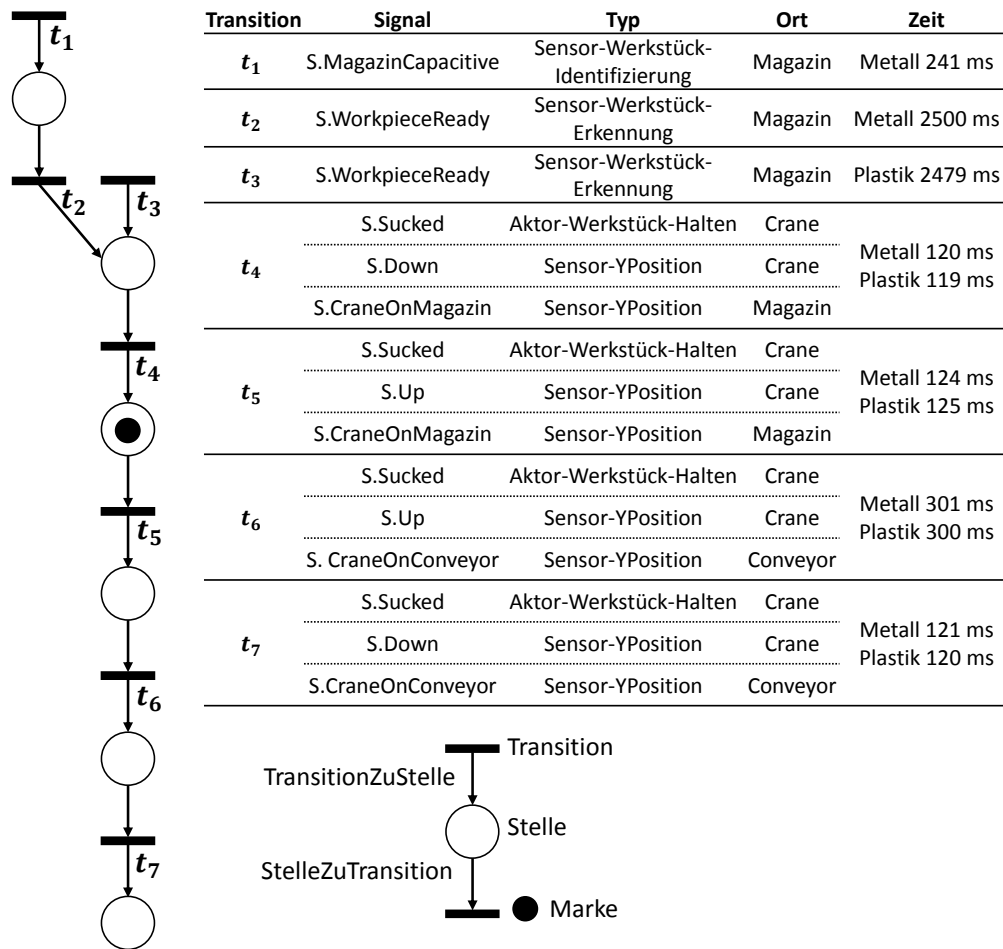 t1
t2
t3
t4
t5
t6
t7
Transition Signal Typ Ort Zeit
t1 S.MagazinCapacitive Sensor-Werkstück-
Identifizierung Magazin Metall 241 ms
t2 S.WorkpieceReady Sensor-Werkstück-
Erkennung Magazin Metall 2500 ms
t3 S.WorkpieceReady Sensor-Werkstück-
Erkennung Magazin Plastik 2479 ms
t4
S.Sucked Aktor-Werkstück-Halten Crane
S.Down Sensor-YPosition Crane
S.CraneOnMagazin Sensor-YPosition Magazin
Metall 120 ms
Plastik 119 ms
t5
S.Sucked Aktor-Werkstück-Halten Crane
S.Up Sensor-YPosition Crane
S.CraneOnMagazin Sensor-YPosition Magazin
Metall 124 ms
Plastik 125 ms
t6
S.Sucked Aktor-Werkstück-Halten Crane
S.Up Sensor-YPosition Crane
S. CraneOnConveyor Sensor-YPosition Conveyor
Metall 301 ms
Plastik 300 ms
t7
S.Sucked Aktor-Werkstück-Halten Crane
S.Down Sensor-YPosition Crane
S.CraneOnConveyor Sensor-YPosition Conveyor
Metall 121 ms
Plastik 120 ms
Transition
TransitionZuStelle
Stelle
StelleZuTransition
Marke